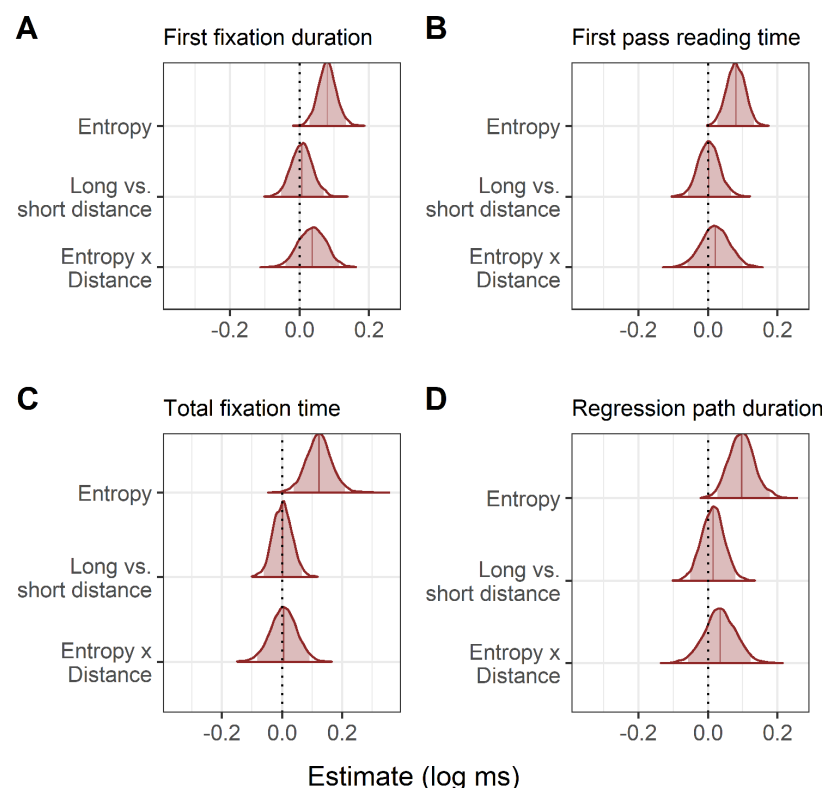 A
First fixation duration
Entropy
Long vs.
short distance
Entropy x
Distance
-0.2 0.0 0.2
B
First pass reading time
Entropy
Long vs.
short distance
Entropy x
Distance
-0.2 0.0 0.2
C
Total fixation time
Entropy
Long vs.
short distance
Entropy x
Distance
-0.2 0.0 0.2
D
Regression path duration
Entropy
Long vs.
short distance
Entropy x
Distance
-0.2 0.0 0.2
Estimate (log ms)